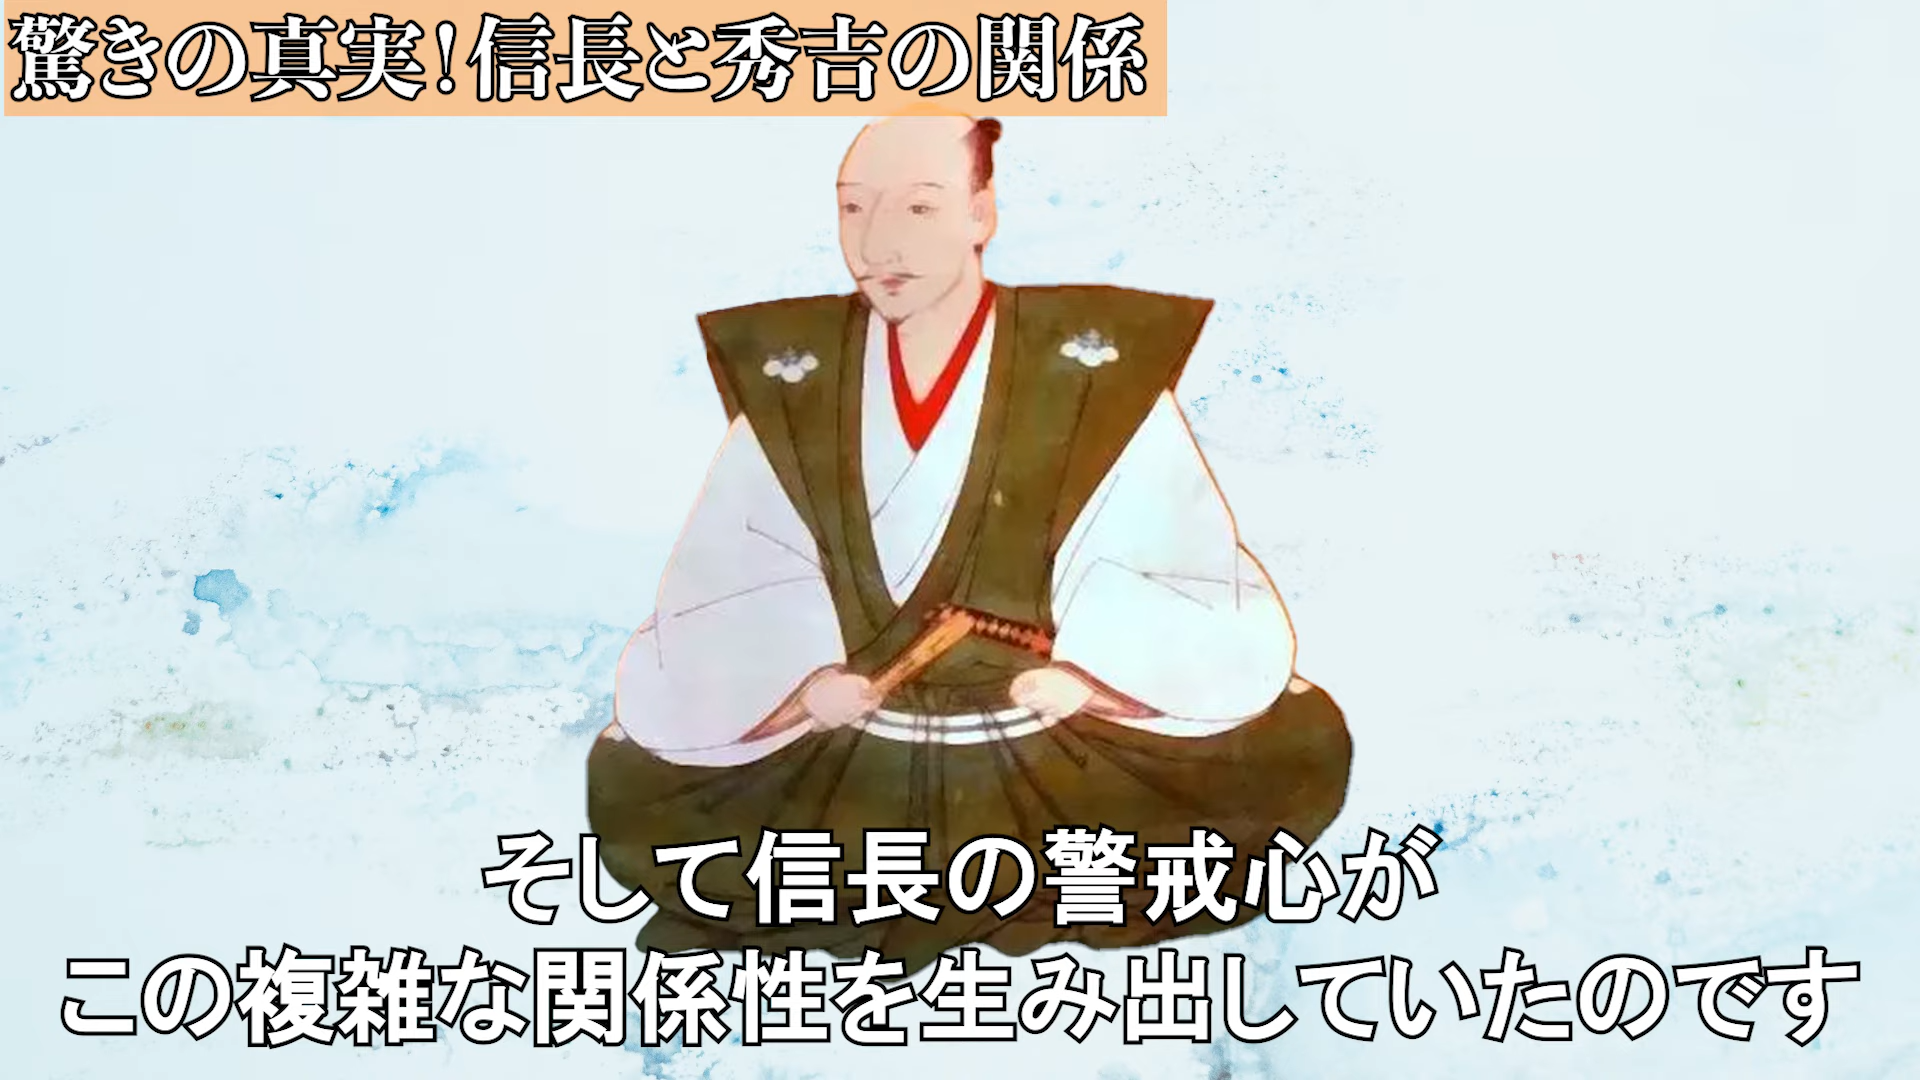 驚きの真実！信長と秀吉の関係
そして信長の警戒心が
この複雑な関係性を生み出していたのです